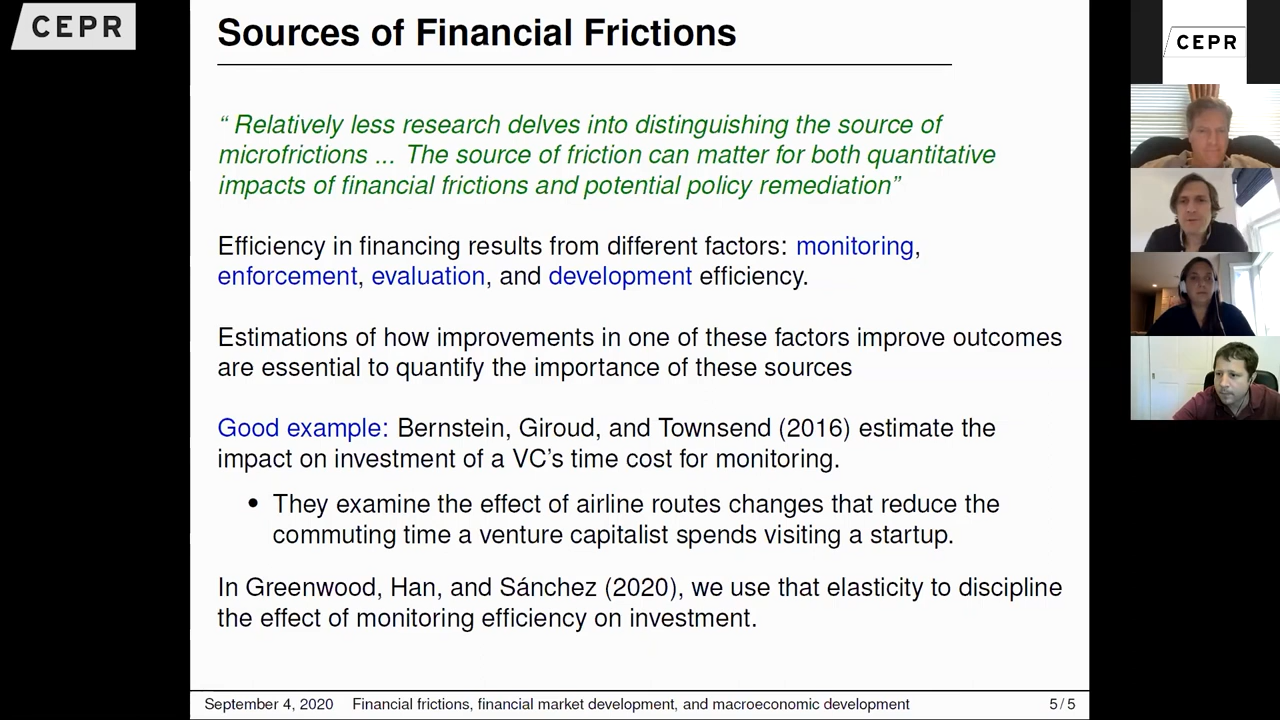 CEPR
Sources of Financial Frictions
CEPR
“ Relatively less research delves into distinguishing the source of
microfrictions ... The source of friction can matter for both quantitative
impacts of financial frictions and potential policy remediation”
Efficiency in financing results from different factors: monitoring,
enforcement, evaluation, and development efficiency.
Estimations of how improvements in one of these factors improve outcomes
are essential to quantify the importance of these sources
Good example: Bernstein, Giroud, and Townsend (2016) estimate the
impact on investment of a VC’s time cost for monitoring.
• They examine the effect of airline routes changes that reduce the
commuting time a venture capitalist spends visiting a startup.
In Greenwood, Han, and Sánchez (2020), we use that elasticity to discipline
the effect of monitoring efficiency on investment.
September 4, 2020 Financial frictions, financial market development, and macroeconomic development 5 / 5